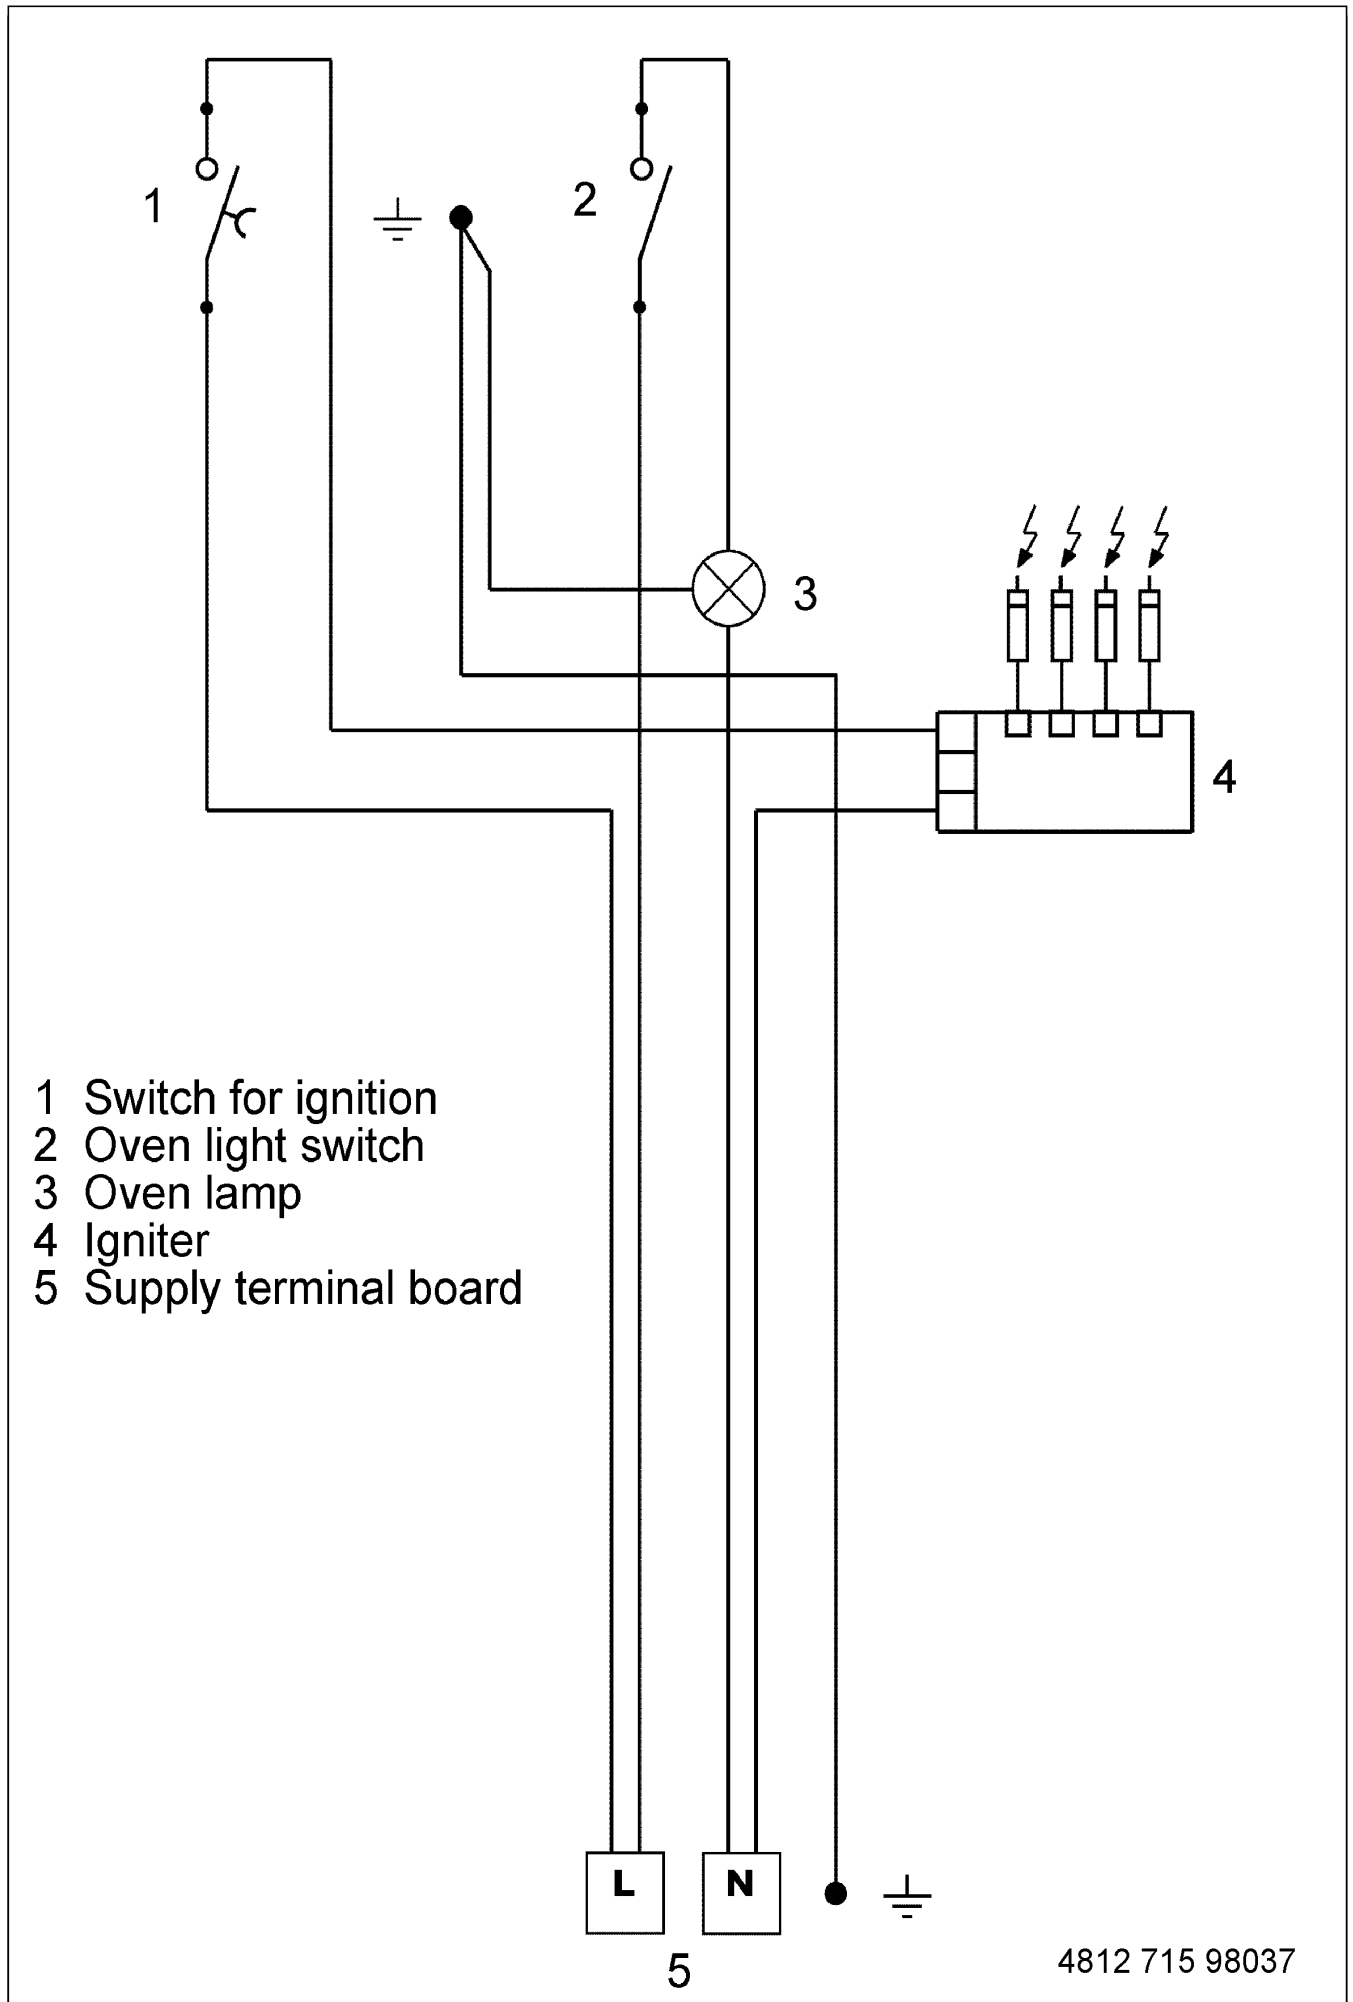 1
2
3
4
1 Switch for ignition
2 Oven light switch
3 Oven lamp
4 Igniter
5 Supply terminal board
L N
5
4812 715 98037